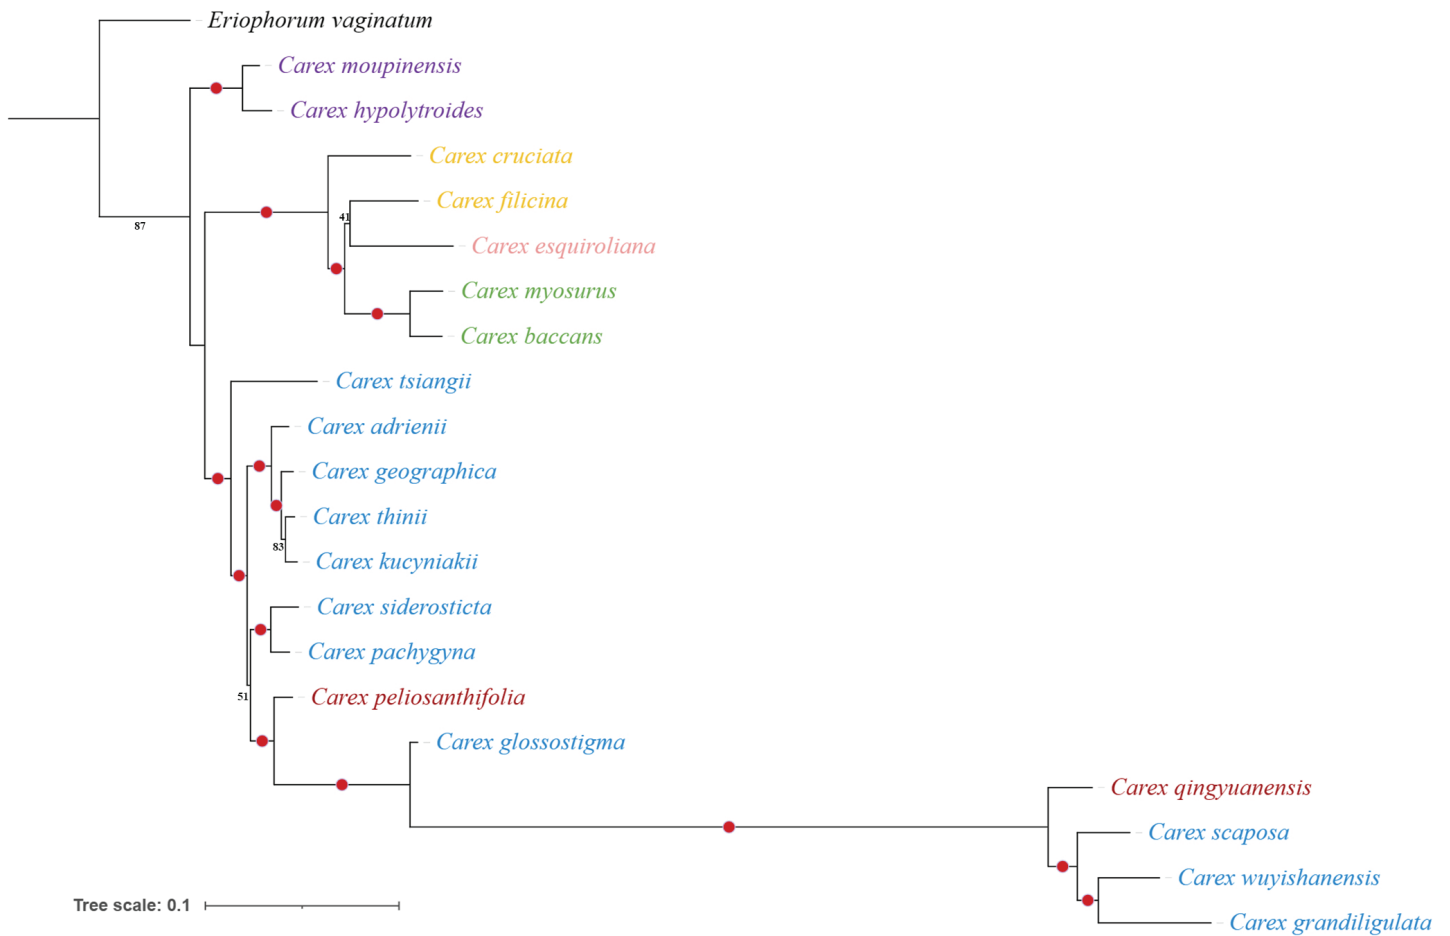 Eriophorum vaginatum
Carex moupinensis
Carex hypolytroides
Carex cruciata
Carex filicina
41
87
Carex esquiroliana
Carex myosurus
Carex baccans
Carex tsiangii
Carex adrienii
Carex geographica
Carex thinii
83
Carex kucyniakii
Carex siderosticta
Carex pachygyna
51
Carex peliosanthifolia
Carex glossostigma
Carex qingyuanensis
Carex scaposa
Carex wuyishanensis
Tree scale: 0.1
Carex grandiligulata